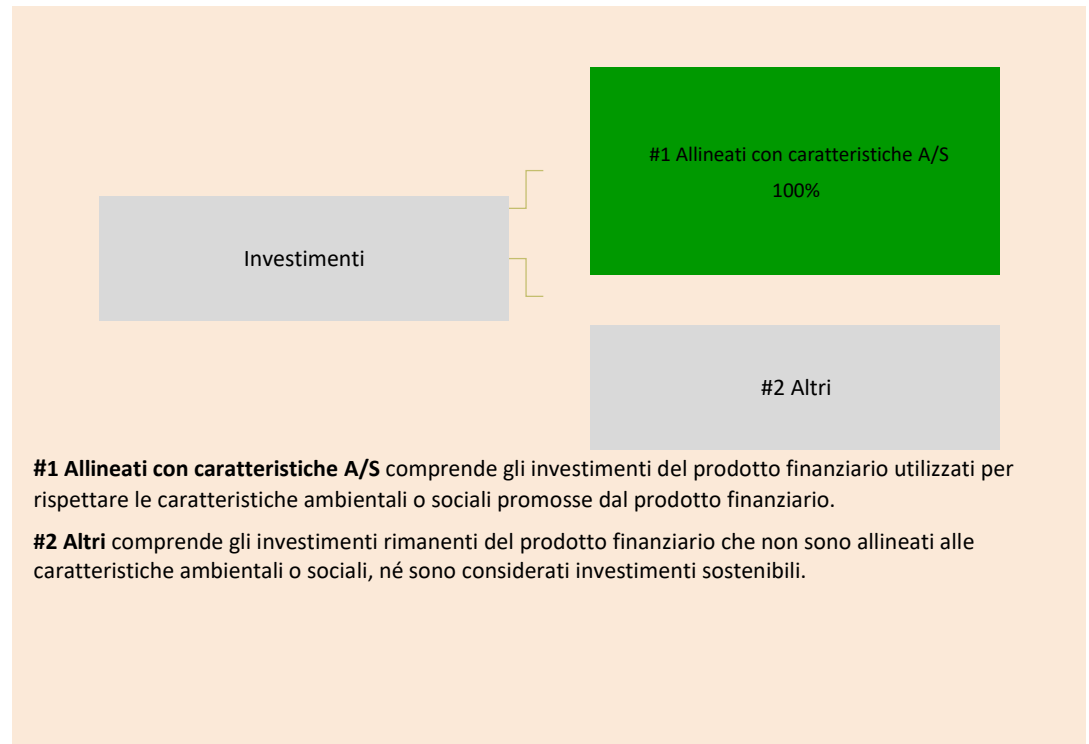 #1 Allineati con caratteristiche A/S
100%
Investimenti
#2 Altri
#1 Allineati con caratteristiche A/S comprende gli investimenti del prodotto finanziario utilizzati per
rispettare le caratteristiche ambientali o sociali promosse dal prodotto finanziario.
#2 Altri comprende gli investimenti rimanenti del prodotto finanziario che non sono allineati alle
caratteristiche ambientali o sociali, né sono considerati investimenti sostenibili.